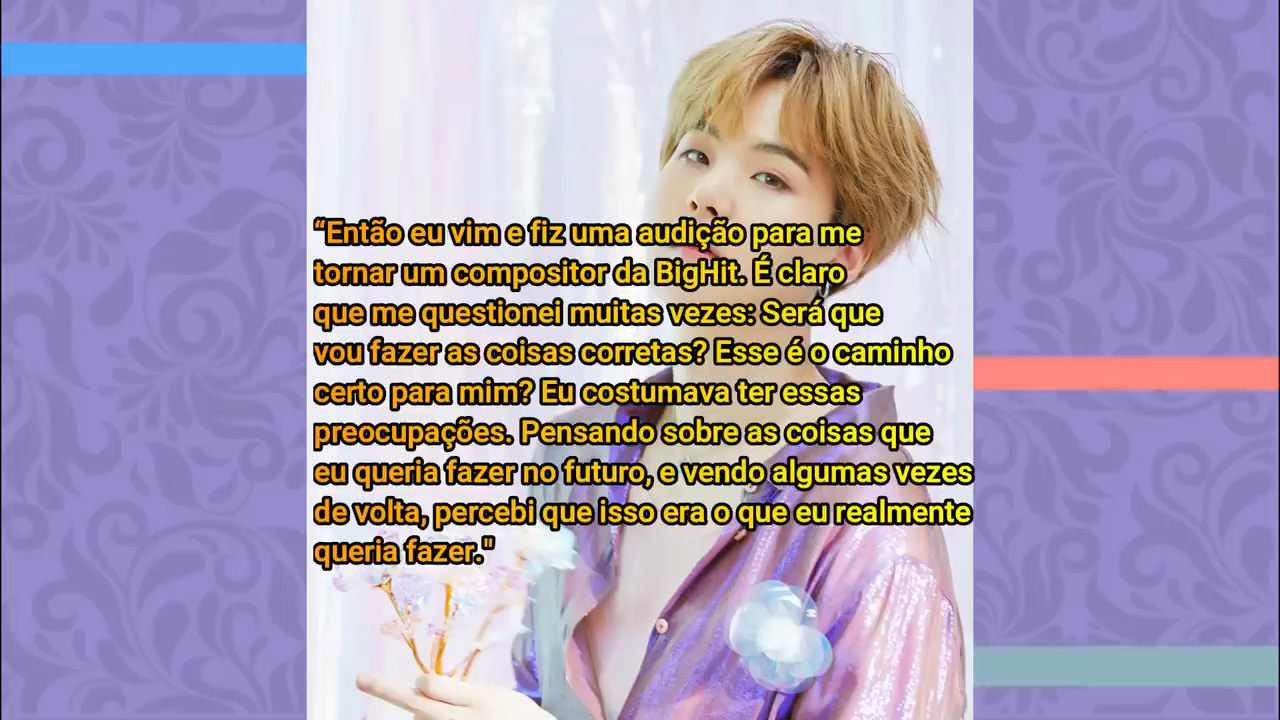 “Então eu vim e fiz uma audição para me
tornar um compositor da BigHit. É claro
que me questionei muitas vezes: Será que
vou fazer as coisas corretas? Esse é o caminho
certo para mim? Eu costumava ter essas
preocupações. Pensando sobre as coisas que
eu queria fazer no futuro, e vendo algumas vezes
de volta, percebi que isso era o que eu realmente
queria fazer."